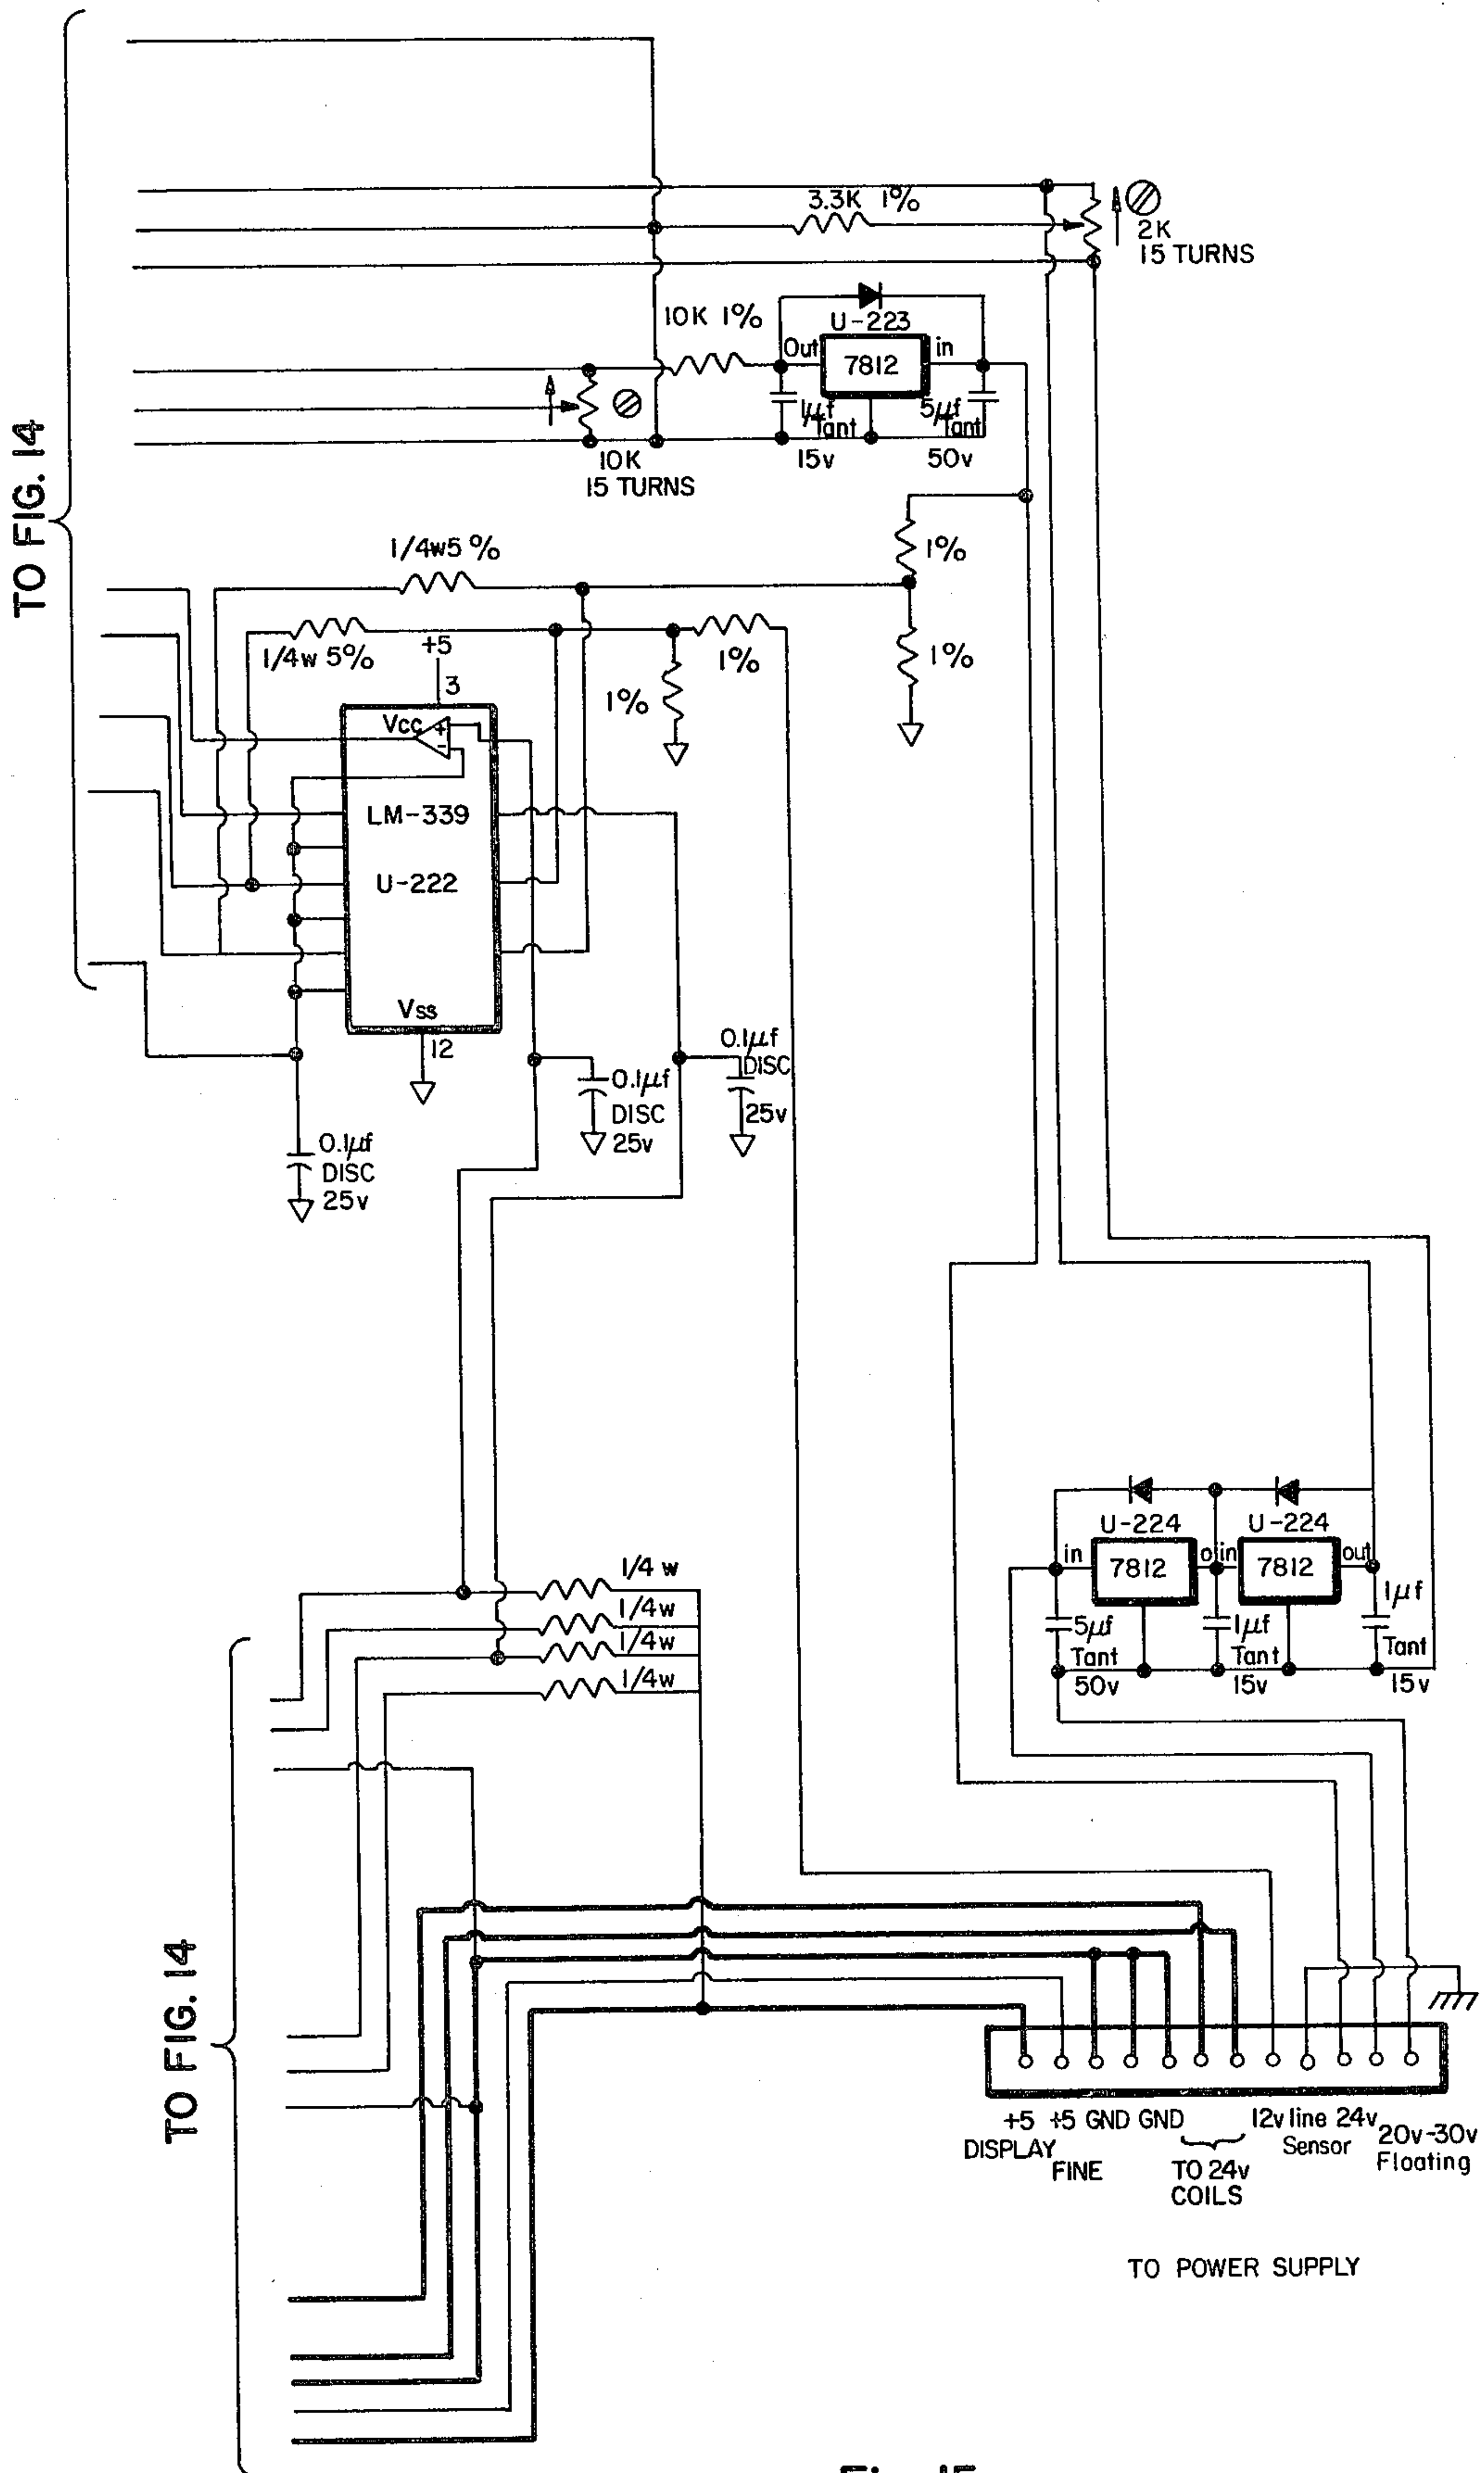 TO FIG. 14
3.3K 1%
2K
15 TURNS
10K 1%
U-223
Out
7812
in
1µf
Tant
15v
5µf
Tant
50v
10K
15 TURNS
1/4w5 %
1%
1/4w 5%
+5
3
1%
1%
1%
Vcc
+
-
LM-339
U-222
Vss
12
0.1µf
DISC
25v
0.1µf
DISC
25v
0.1µf
DISC
25v
U-224
U-224
in
7812
o
in
7812
out
5µf
Tant
50v
1µf
Tant
15v
1µf
Tant
15v
1/4 w
1/4w
1/4w
1/4w
TO FIG. 14
+5 +5 GND GND
DISPLAY
FINE
TO 24v
COILS
12v line 24v
Sensor
20v-30v
Floating
TO POWER SUPPLY